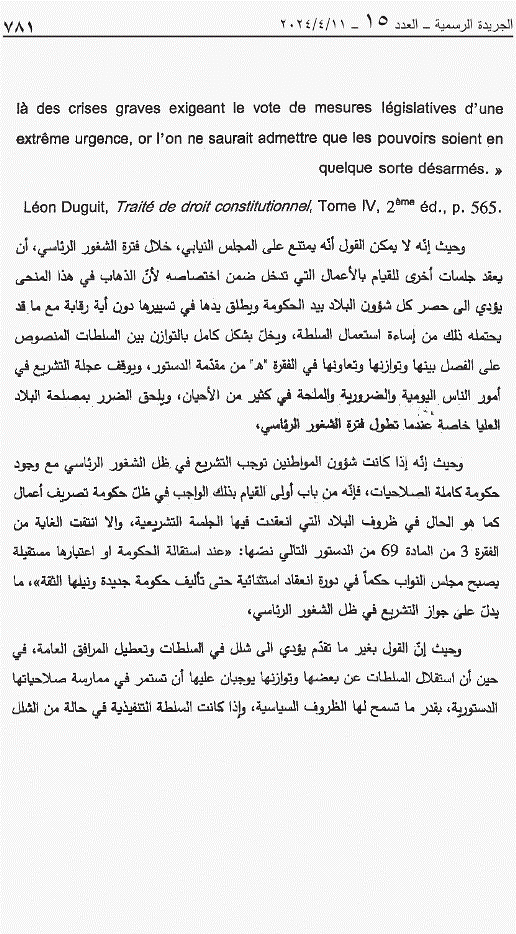 الجريدة الرسمية ــ العدد ١٥ ــ ٢٠٢٤/٤/١١ ٧٨١
là des crises graves exigeant le vote de mesures législatives d'une
extrême urgence, or l'on ne saurait admettre que les pouvoirs soient en
quelque sorte désarmés. »
Léon Duguit, Traité de droit constitutionnel, Tome IV, 2ème éd., p. 565.
وحيث إنّه لا يمكن القول أنّه يمتنع على المجلس النيابي، خلال فترة الشغور الرئاسي، أن
يعقد جلسات أخرى للقيام بالأعمال التي تدخل ضمن اختصاصه لأنّ الذهاب في هذا المنحى
يؤدي الى حصر كل شؤون البلاد بيد الحكومة ويطلق يدها في تسييرها دون أية رقابة مع ما قد
يحتمله ذلك من إساءة استعمال السلطة، ويخلّ بشكل كامل بالتوازن بين السلطات المنصوص
على الفصل بينها وتوازنها وتعاونها في الفقرة "هـ" من مقدّمة الدستور، ويوقف عجلة التشريع في
أمور الناس اليومية والضرورية والملحة في كثير من الأحيان، ويلحق الضرر بمصلحة البلاد
العليا خاصة عندما تطول فترة الشغور الرئاسي،
وحيث إنّه إذا كانت شؤون المواطنين توجب التشريع في ظل الشغور الرئاسي مع وجود
حكومة كاملة الصلاحيات، فإنّه من باب أولى القيام بذلك الواجب في ظلّ حكومة تصريف أعمال
كما هو الحال في ظروف البلاد التي انعقدت فيها الجلسة التشريعية، وإلا انتفت الغاية من
الفقرة 3 من المادة 69 من الدستور التالي نصّها: «عند استقالة الحكومة او اعتبارها مستقيلة
يصبح مجلس النواب حكماً في دورة انعقاد استثنائية حتى تأليف حكومة جديدة ونيلها الثقة»، ما
يدلّ على جواز التشريع في ظل الشغور الرئاسي،
وحيث إنّ القول بغير ما تقدّم يؤدي الى شلل في السلطات وتعطيل المرافق العامة، في
حين أن استقلال السلطات عن بعضها وتوازنها يوجبان عليها أن تستمر في ممارسة صلاحياتها
الدستورية، بقدر ما تسمح لها الظروف السياسية، وإذا كانت السلطة التنفيذية في حالة من الشلل